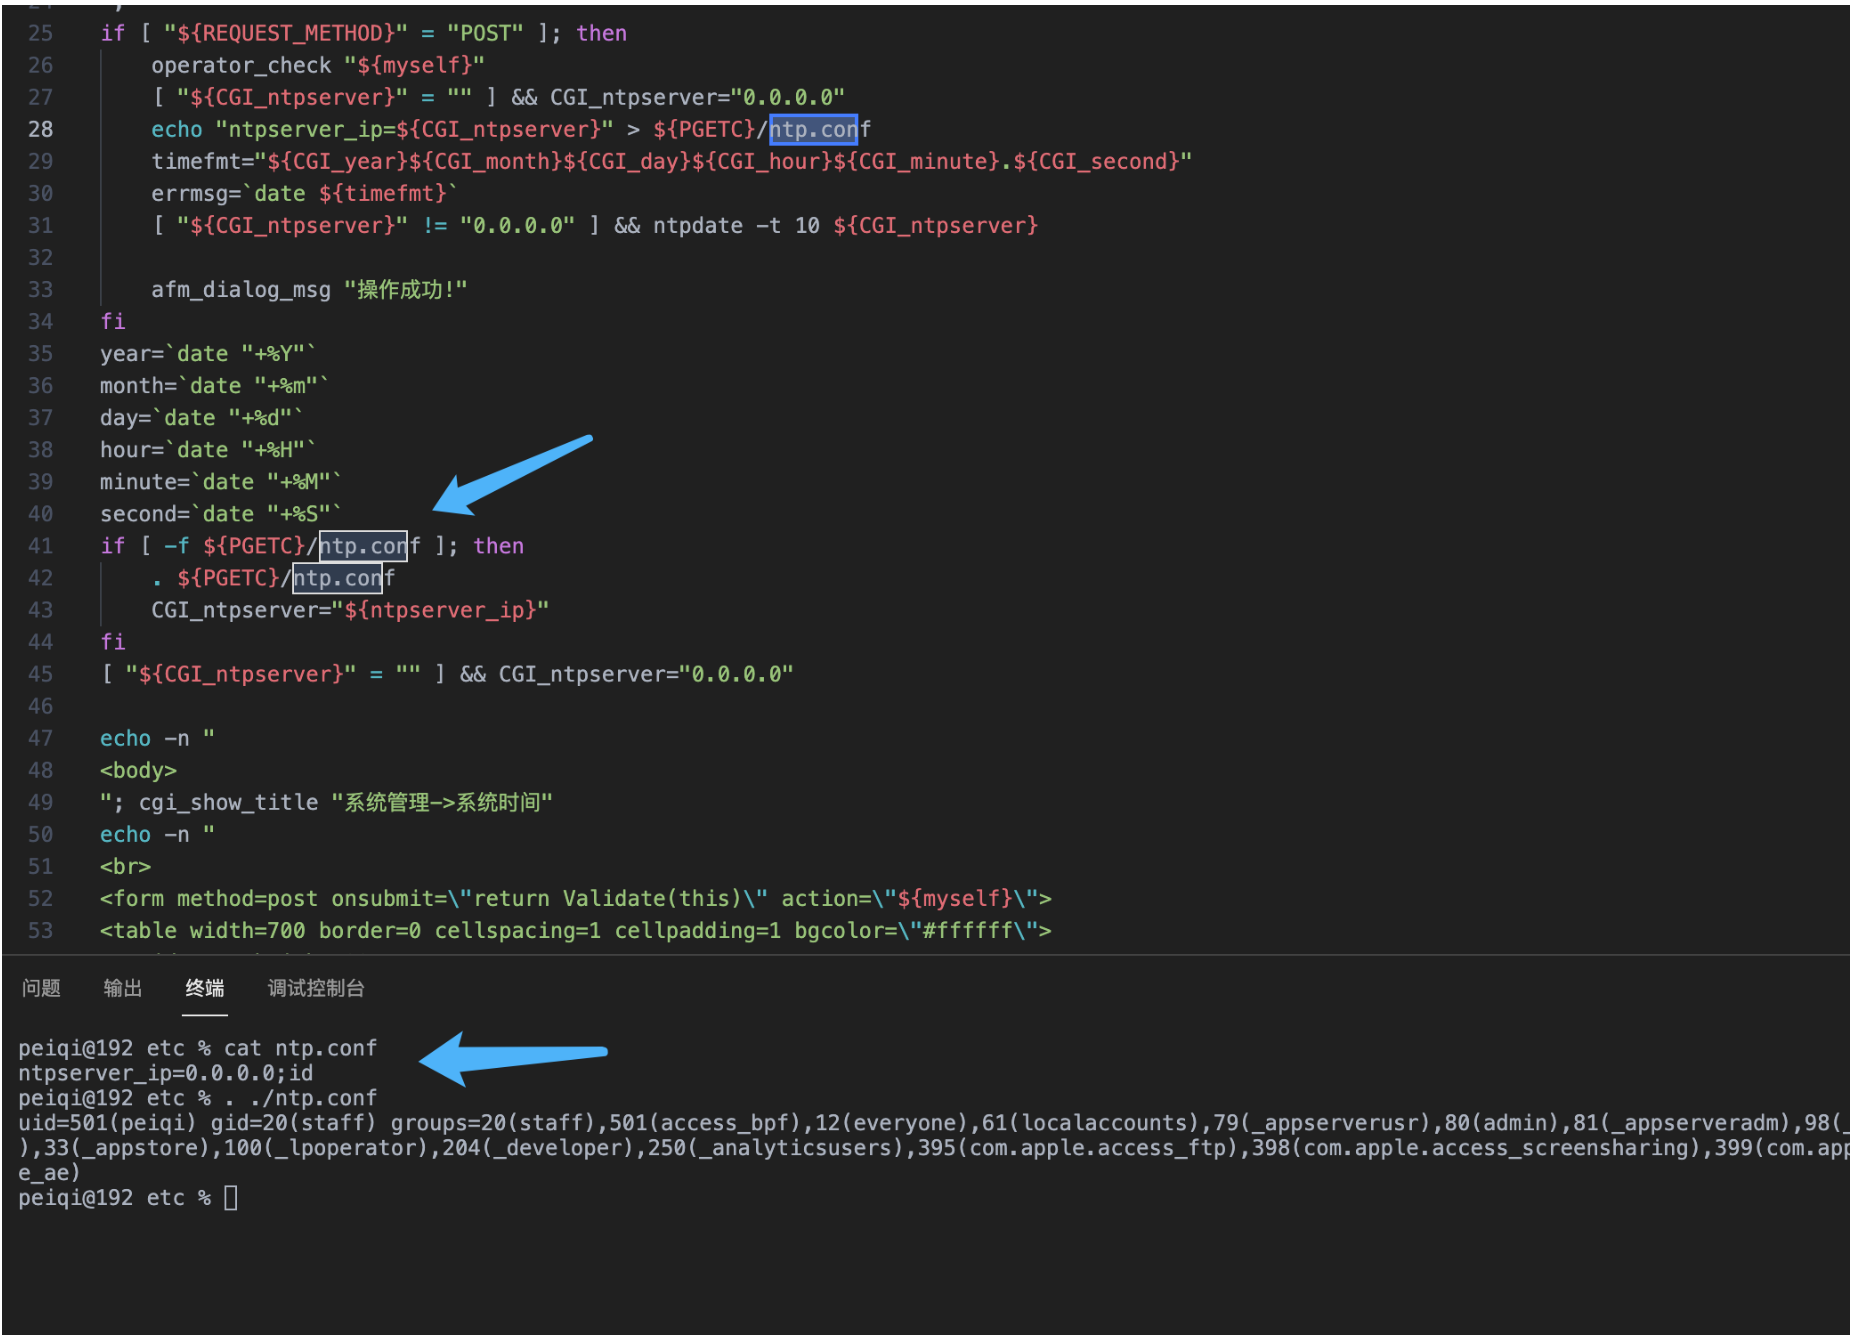 25 if [ "${REQUEST_METHOD}" = "POST" ]; then
26 operator_check "${myself}"
27 [ "${CGI_ntpserver}" = "" ] && CGI_ntpserver="0.0.0.0"
28 echo "ntpserver_ip=${CGI_ntpserver}" > ${PGETC}/ntp.conf
29 timefmt="${CGI_year}${CGI_month}${CGI_day}${CGI_hour}${CGI_minute}.${CGI_second}"
30 errmsg=`date ${timefmt}`
31 [ "${CGI_ntpserver}" != "0.0.0.0" ] && ntpdate -t 10 ${CGI_ntpserver}
32
33 afm_dialog_msg "操作成功!"
34 fi
35 year=`date "+%Y"`
36 month=`date "+%m"`
37 day=`date "+%d"`
38 hour=`date "+%H"`
39 minute=`date "+%M"`
40 second=`date "+%S"`
41 if [ -f ${PGETC}/ntp.conf ]; then
42 . ${PGETC}/ntp.conf
43 CGI_ntpserver="${ntpserver_ip}"
44 fi
45 [ "${CGI_ntpserver}" = "" ] && CGI_ntpserver="0.0.0.0"
46
47 echo -n "
48 <body>
49 "; cgi_show_title "系统管理->系统时间"
50 echo -n "
51 <br>
52 <form method=post onsubmit=\"return Validate(this)\" action=\"${myself}\">
53 <table width=700 border=0 cellspacing=1 cellpadding=1 bgcolor=\"#ffffff\">
问题 输出 终端 调试控制台
peiqi@192 etc % cat ntp.conf
ntpserver_ip=0.0.0.0;id
peiqi@192 etc % . ./ntp.conf
uid=501(peiqi) gid=20(staff) groups=20(staff),501(access_bpf),12(everyone),61(localaccounts),79(_appserverusr),80(admin),81(_appserveradm),98(_
),33(_appstore),100(_lpoperator),204(_developer),250(_analyticsusers),395(com.apple.access_ftp),398(com.apple.access_screensharing),399(com.app
e_ae)
peiqi@192 etc %